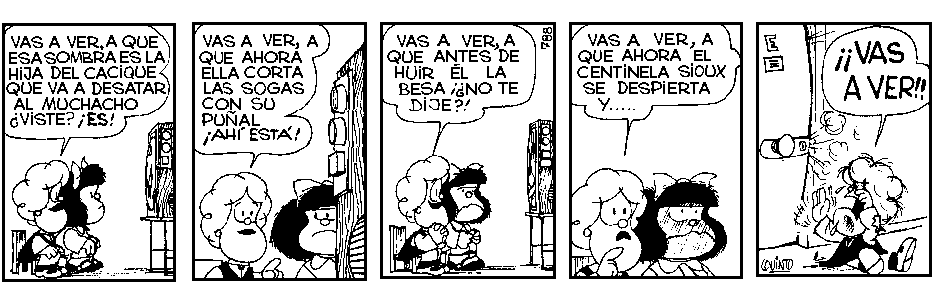 VAS A VER, A QUE
ESA SOMBRA ES LA
HIJA DEL CACIQUE
QUE VA A DESATAR
AL MUCHACHO
¿VISTE? ¡ES!
VAS A VER, A
QUE AHORA
ELLA CORTA
LAS SOGAS
CON SU
PUÑAL
¡AHÍ ESTÁ!
VAS A VER, A
QUE ANTES DE
HUIR ÉL LA
BESA ¡¿NO TE
DIJE?!
788
VAS A VER, A
QUE AHORA EL
CENTINELA SIOUX
SE DESPIERTA
Y.....
¡¡VAS
A VER!!
QUINO